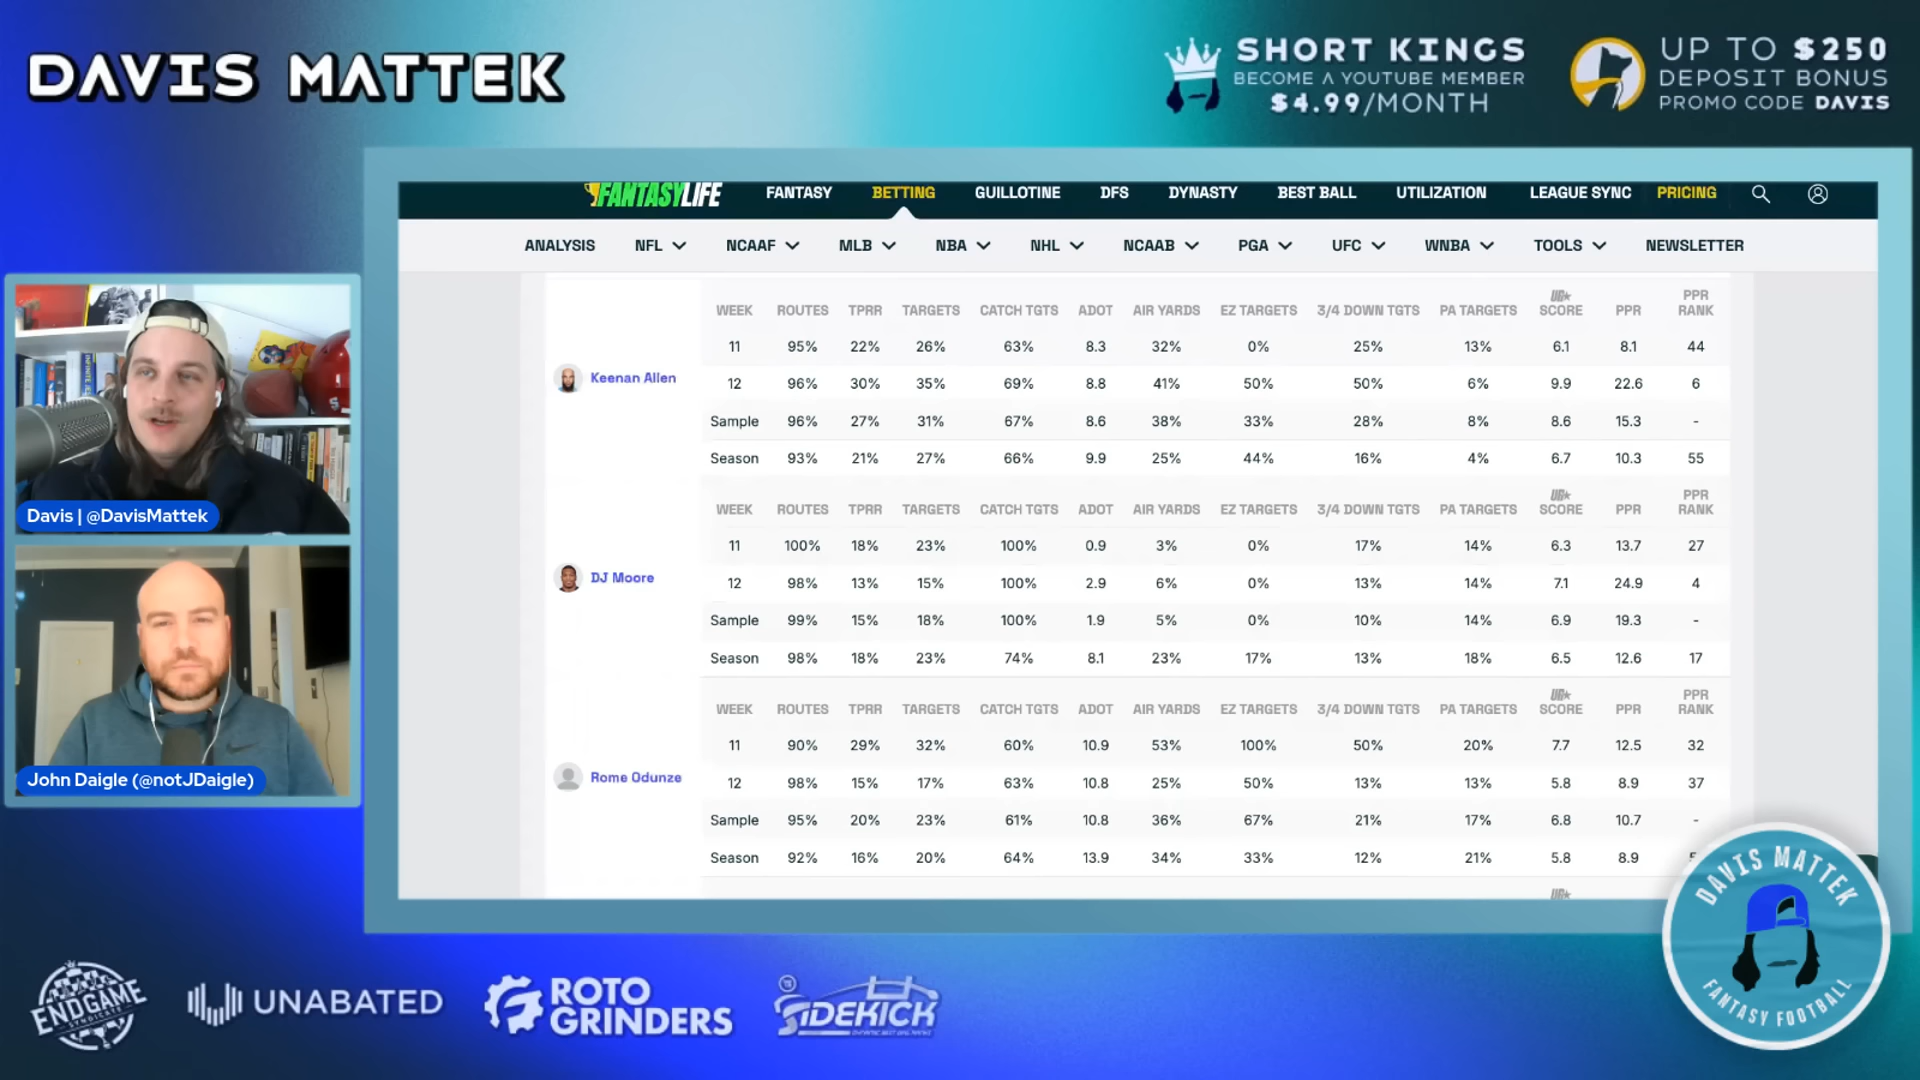 DAVIS MATTEK
SHORT KINGS
BECOME A YOUTUBE MEMBER
$4.99/MONTH
UP TO $250
DEPOSIT BONUS
PROMO CODE DAVIS
FANTASYLIFE FANTASY BETTING GUILLOTINE DFS DYNASTY BEST BALL UTILIZATION LEAGUE SYNC PRICING
ANALYSIS NFL NCAAF MLB NBA NHL NCAAB PGA UFC WNBA TOOLS NEWSLETTER
WEEK ROUTES TPRR TARGETS CATCH TGTS ADOT AIR YARDS EZ TARGETS 3/4 DOWN TGTS PA TARGETS SCORE PPR PPR RANK
11 95% 22% 26% 63% 8.3 32% 0% 25% 13% 6.1 8.1 44
Keenan Allen
12 96% 30% 35% 69% 8.8 41% 50% 50% 6% 9.9 22.6 6
Sample 96% 27% 31% 67% 8.6 38% 33% 28% 8% 8.6 15.3 -
Season 93% 21% 27% 66% 9.9 25% 44% 16% 4% 6.7 10.3 55
WEEK ROUTES TPRR TARGETS CATCH TGTS ADOT AIR YARDS EZ TARGETS 3/4 DOWN TGTS PA TARGETS SCORE PPR PPR RANK
11 100% 18% 23% 100% 0.9 3% 0% 17% 14% 6.3 13.7 27
DJ Moore
12 98% 13% 15% 100% 2.9 6% 0% 13% 14% 7.1 24.9 4
Sample 99% 15% 18% 100% 1.9 5% 0% 10% 14% 6.9 19.3 -
Season 98% 18% 23% 74% 8.1 23% 17% 13% 18% 6.5 12.6 17
WEEK ROUTES TPRR TARGETS CATCH TGTS ADOT AIR YARDS EZ TARGETS 3/4 DOWN TGTS PA TARGETS SCORE PPR PPR RANK
11 90% 29% 32% 60% 10.9 53% 100% 50% 20% 7.7 12.5 32
Rome Odunze
12 98% 15% 17% 63% 10.8 25% 50% 13% 13% 5.8 8.9 37
Sample 95% 20% 23% 61% 10.8 36% 67% 21% 17% 6.8 10.7 -
Season 92% 16% 20% 64% 13.9 34% 33% 12% 21% 5.8 8.9
Davis | @DavisMattek
John Daigle (@notJDaigle)
ENDGAME
SYNDICATE
UNABATED
ROTO
GRINDERS
SIDEKICK
DAVIS MATTEK
FANTASY FOOTBALL